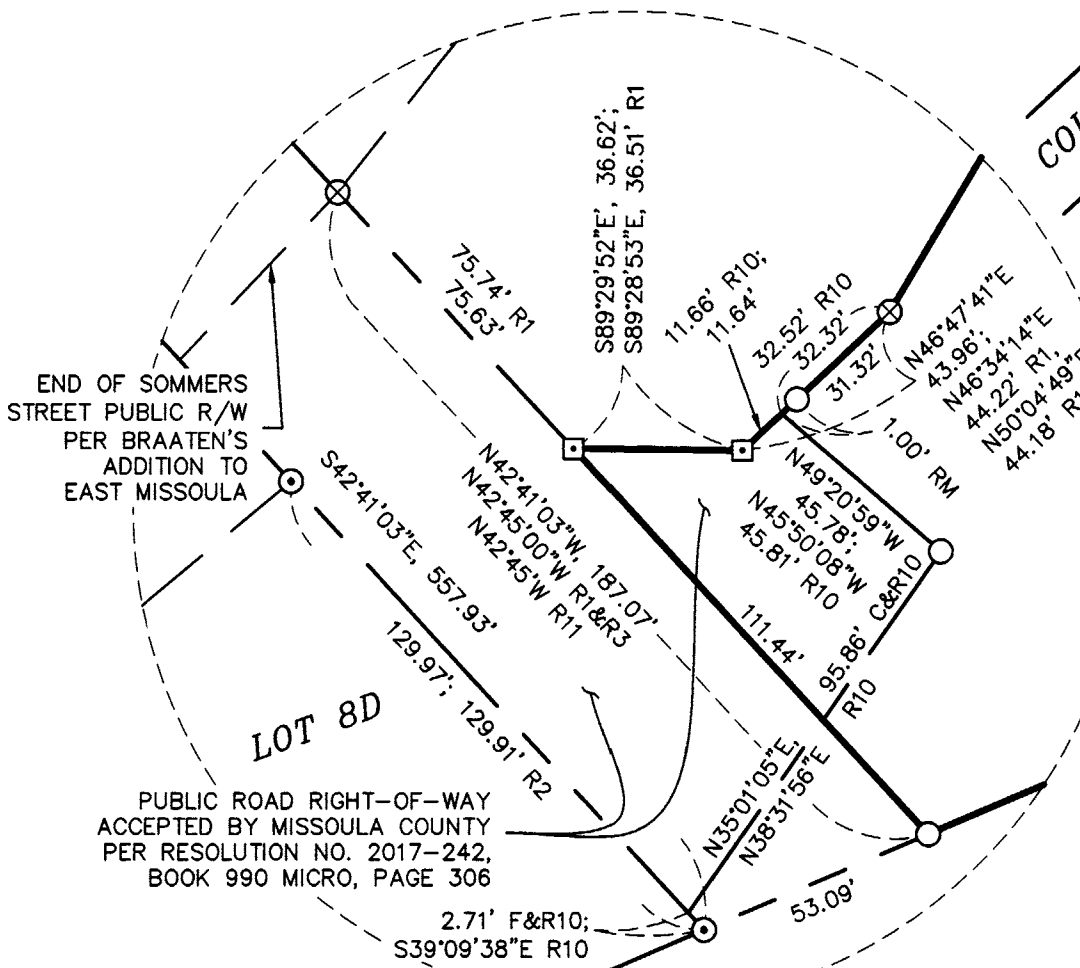 COL
S89°29'52"E, 36.62';
S89°28'53"E, 36.51' R1
75.74' R1
75.63'
11.66' R10;
11.64'
32.52' R10
32.32'
31.32'
N46°47'41"E
43.96';
N46°34'14"E
44.22' R1,
N50°04'49"E
44.18' R1
1.00' RM
END OF SOMMERS
STREET PUBLIC R/W
PER BRAATEN'S
ADDITION TO
EAST MISSOULA
S42°41'03"E, 557.93'
129.97'; 129.91' R2
N42°41'03"W, 187.07'
N42°45'00"W R1&R3
N42°45'W R11
N49°20'59"W
45.78';
N45°50'08"W
45.81' R10
111.44'
95.86' C&R10
R10
LOT 8D
PUBLIC ROAD RIGHT-OF-WAY
ACCEPTED BY MISSOULA COUNTY
PER RESOLUTION NO. 2017-242,
BOOK 990 MICRO, PAGE 306
N35°01'05"E,
N38°31'56"E
53.09'
2.71' F&R10;
S39°09'38"E R10